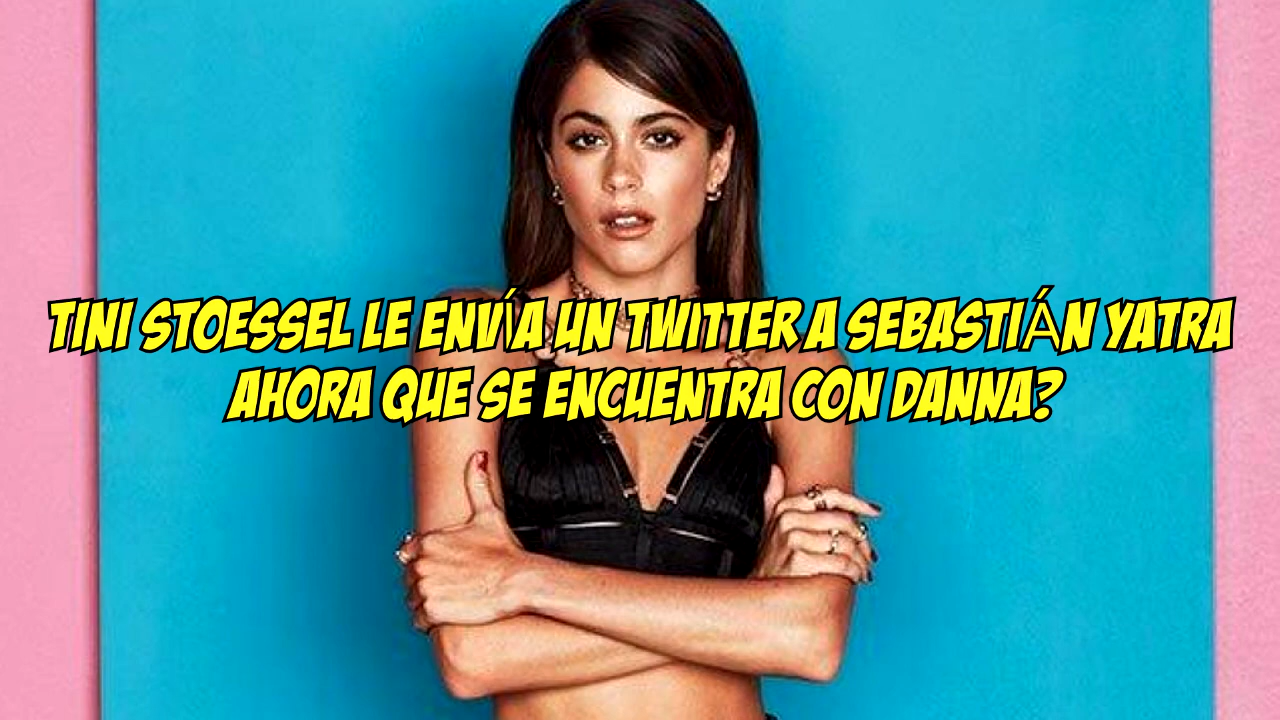 TINI STOESSEL LE ENVÍA UN TWITTER A SEBASTIÁN YATRA
AHORA QUE SE ENCUENTRA CON DANNA?